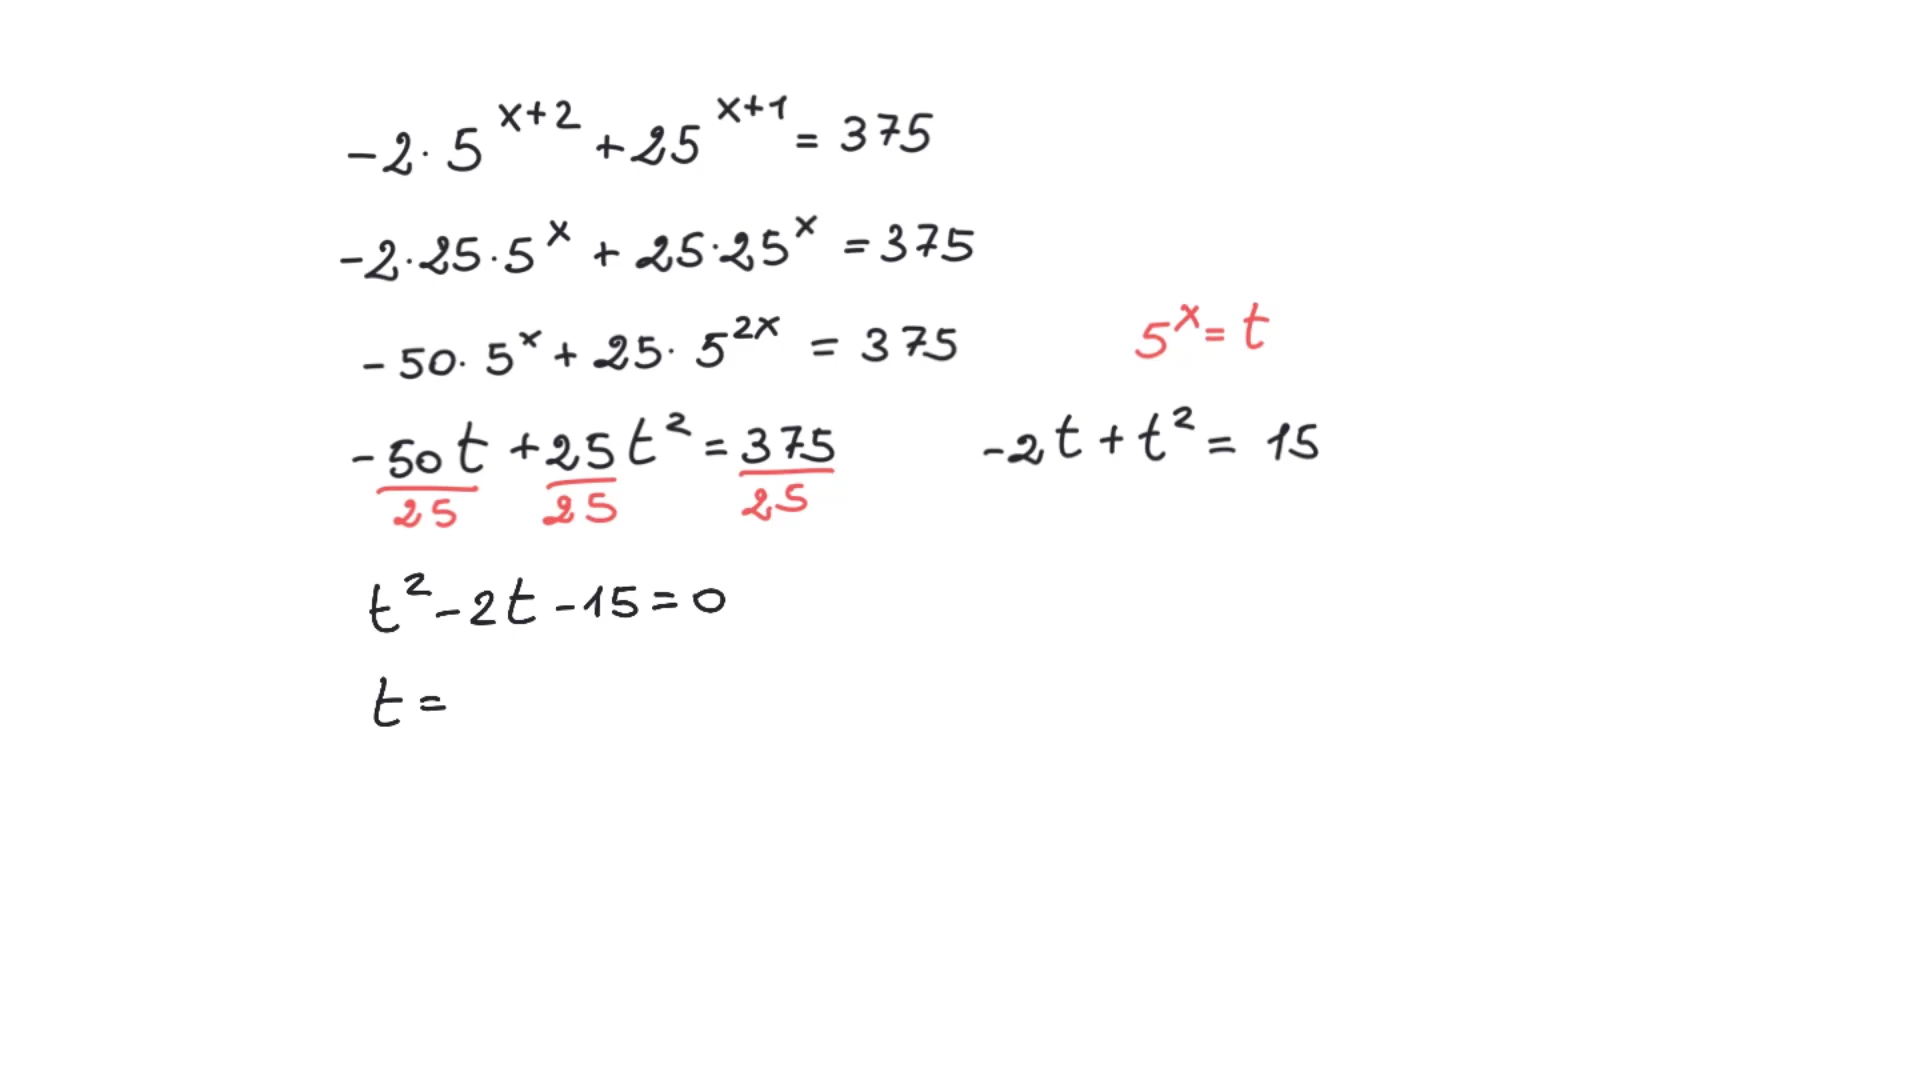 -2·5^(x+2) + 25^(x+1) = 375
-2·25·5^x + 25·25^x = 375
-50·5^x + 25·5^(2x) = 375
5^x = t
-50t/25 + 25t²/25 = 375/25
-2t + t² = 15
t² - 2t - 15 = 0
t =